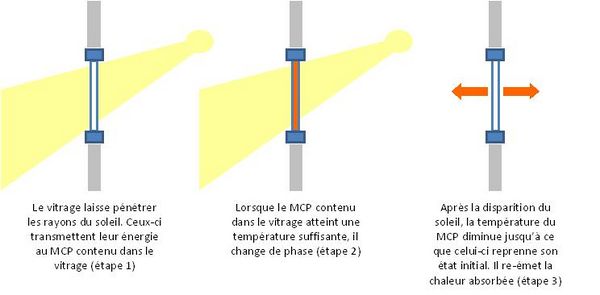 Le vitrage laisse pénétrer
les rayons du soleil. Ceux-ci
transmettent leur énergie
au MCP contenu dans le
vitrage (étape 1)
Lorsque le MCP contenu
dans le vitrage atteint une
température suffisante, il
change de phase (étape 2)
Après la disparition du
soleil, la température du
MCP diminue jusqu'à ce
que celui-ci reprenne son
état initial. Il re-émet la
chaleur absorbée (étape 3)